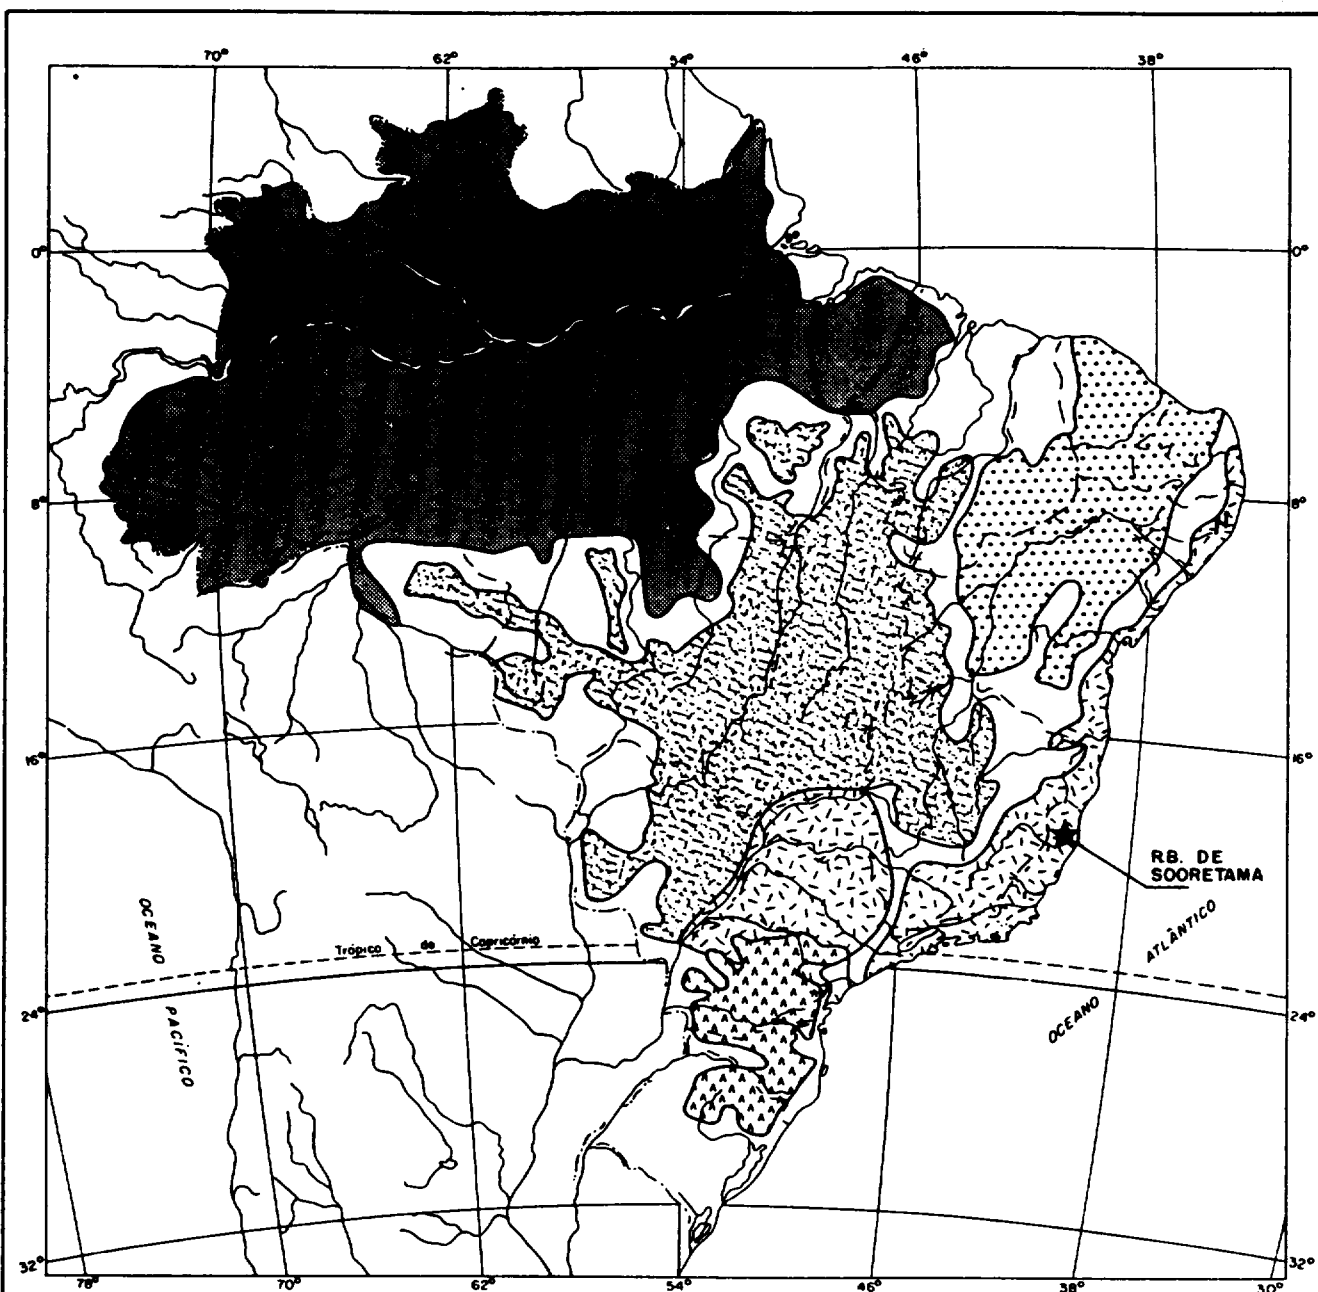 70° 62° 54° 46° 38°
0° 0°
8° 8°
16° 16°
RB. DE
SOORETAMA
OCEANO
ATLÂNTICO
Trópico de Capricórnio
24° 24°
PACÍFICO
OCEANO
32° 32°
78° 70° 62° 54° 46° 38° 30°